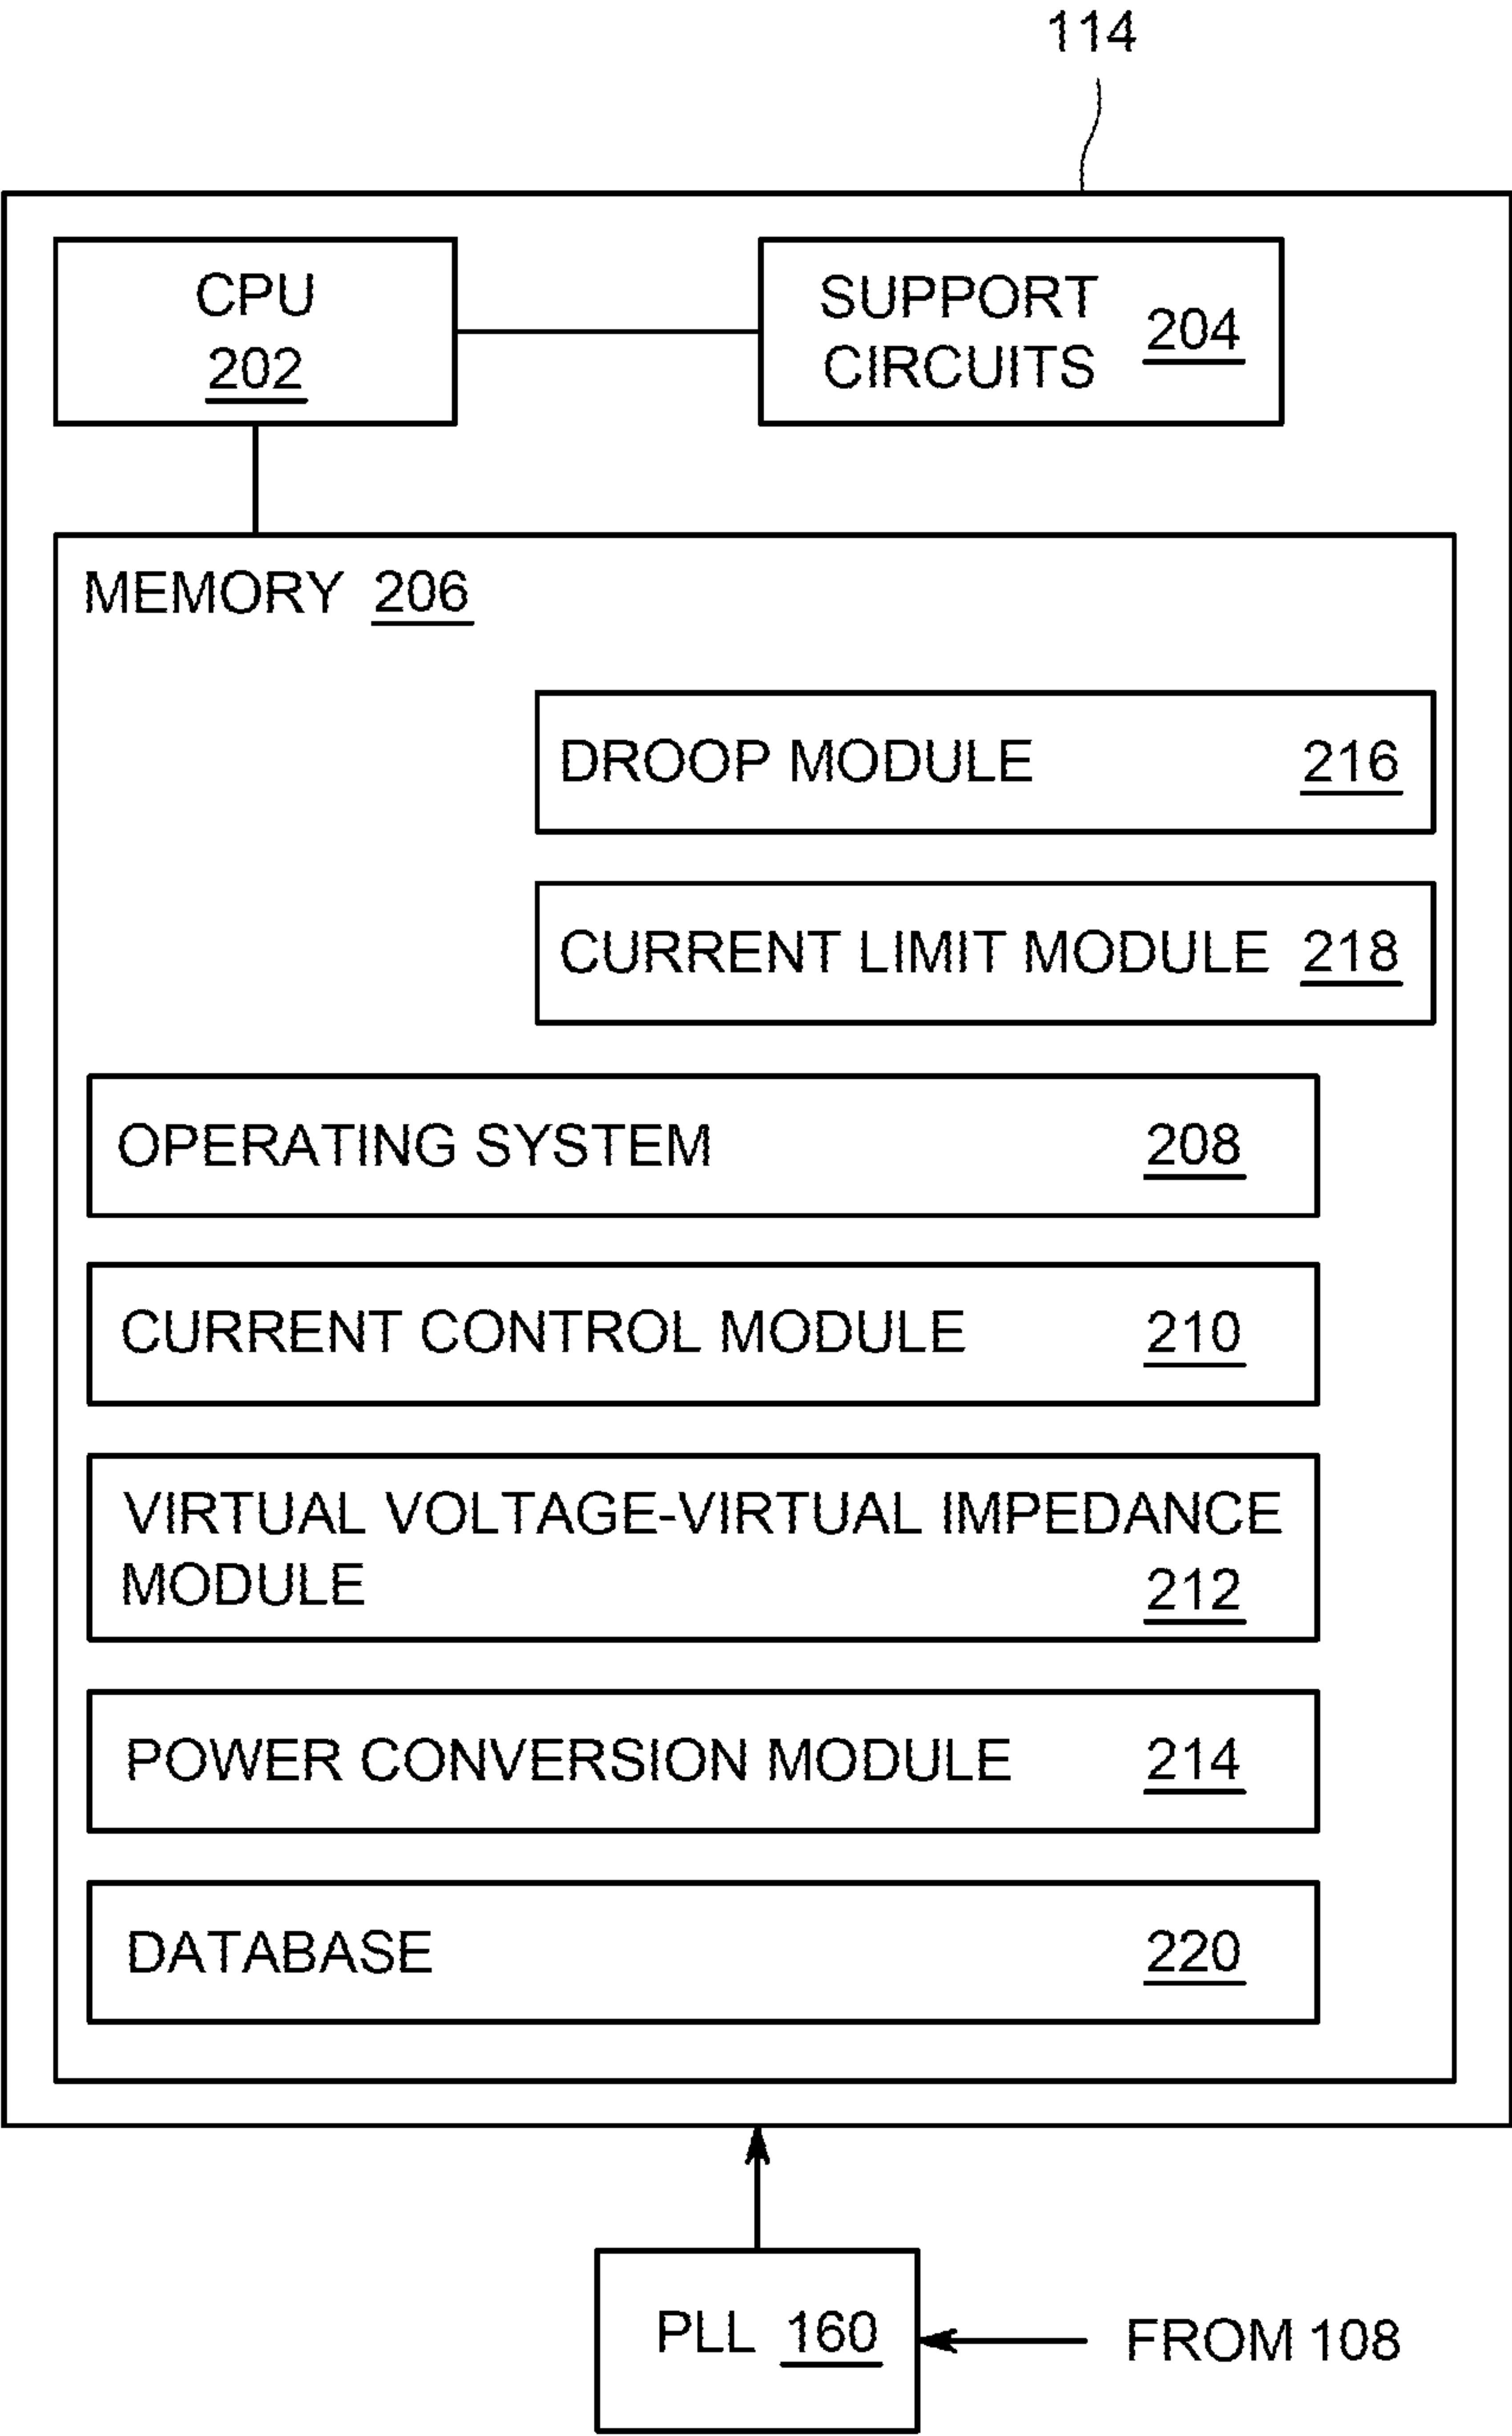 114
CPU
202
SUPPORT
CIRCUITS 204
MEMORY 206
DROOP MODULE 216
CURRENT LIMIT MODULE 218
OPERATING SYSTEM 208
CURRENT CONTROL MODULE 210
VIRTUAL VOLTAGE-VIRTUAL IMPEDANCE
MODULE 212
POWER CONVERSION MODULE 214
DATABASE 220
PLL 160
FROM 108